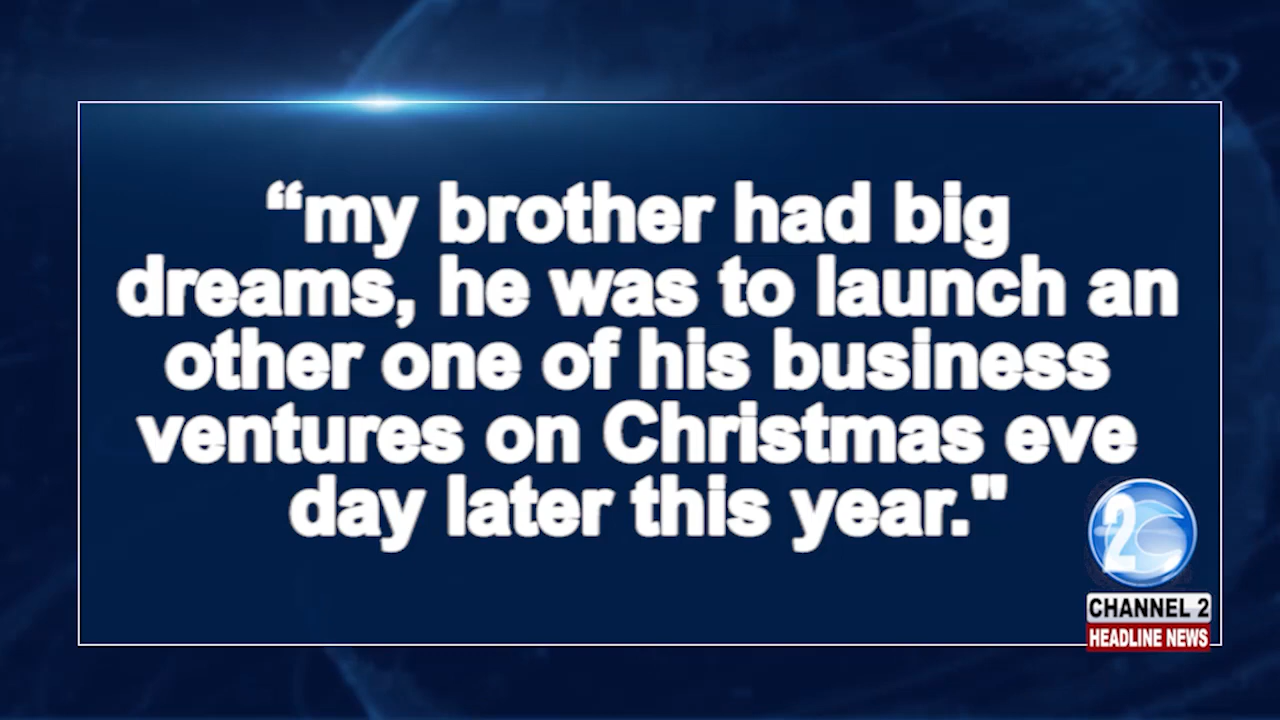 “my brother had big
dreams, he was to launch an
other one of his business
ventures on Christmas eve
day later this year."
2
CHANNEL 2
HEADLINE NEWS